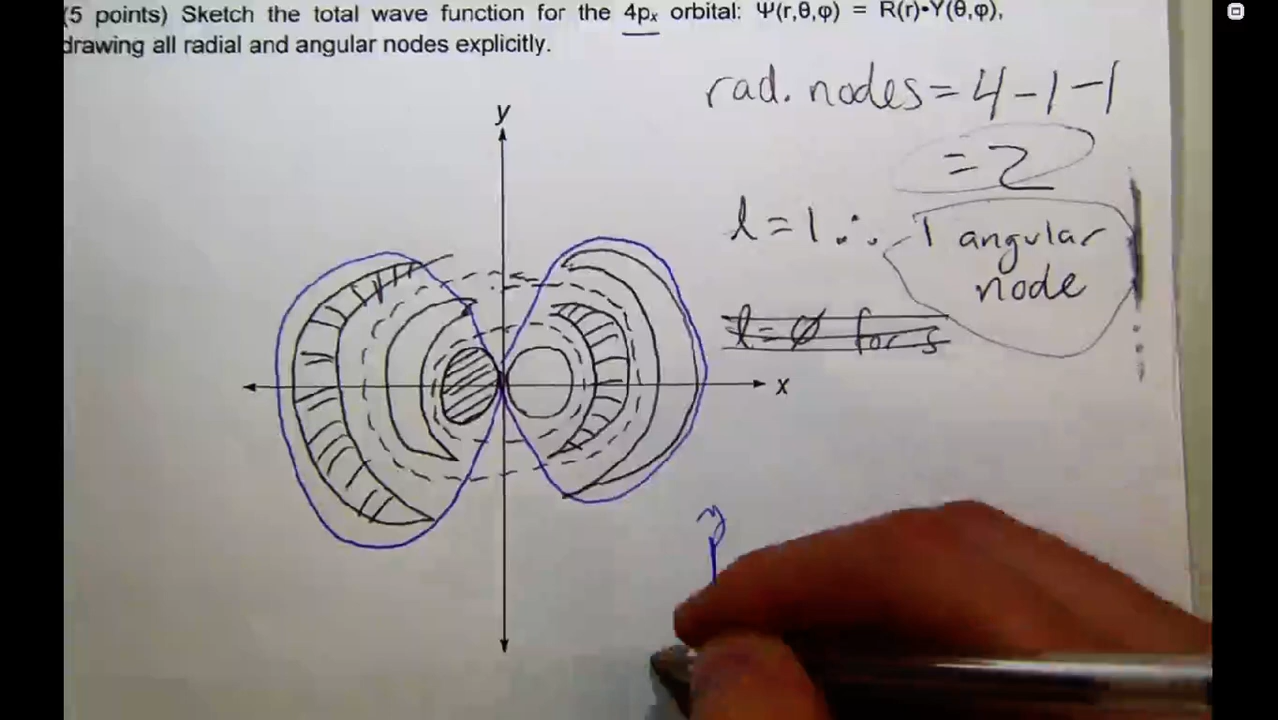 (5 points) Sketch the total wave function for the 4pₓ orbital: Ψ(r,θ,φ) = R(r)•Y(θ,φ),
drawing all radial and angular nodes explicitly.
rad. nodes = 4 - 1 - 1
= 2
l = 1 ∴ 1 angular
node
l = ∅ for s
y
x
y